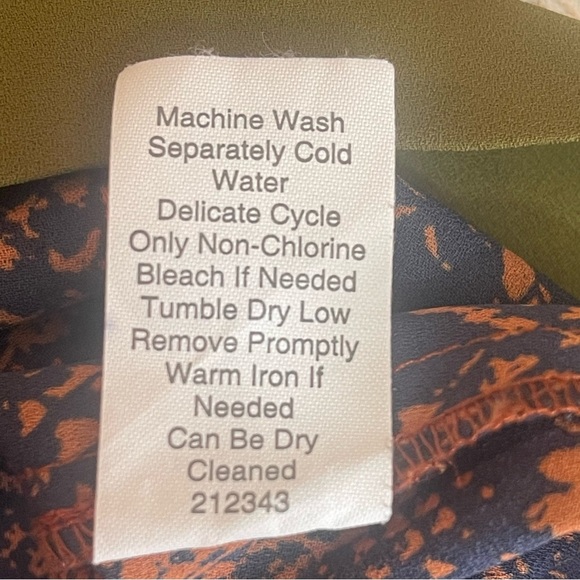 Machine Wash
Separately Cold
Water
Delicate Cycle
Only Non-Chlorine
Bleach If Needed
Tumble Dry Low
Remove Promptly
Warm Iron If
Needed
Can Be Dry
Cleaned
212343